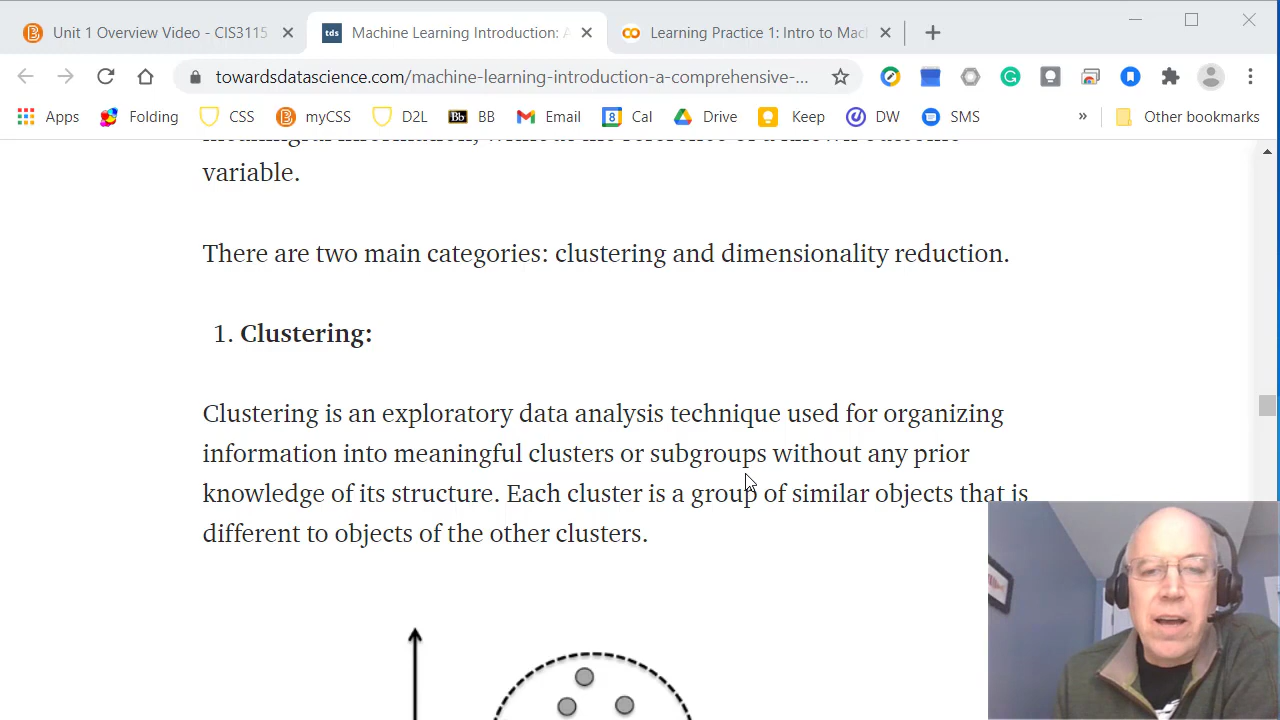 Unit 1 Overview Video - CIS3115
tds Machine Learning Introduction: A
Learning Practice 1: Intro to Mac
towardsdatascience.com/machine-learning-introduction-a-comprehensive-...
Apps Folding CSS myCSS D2L Bb BB Email 8 Cal Drive Keep DW SMS » Other bookmarks
variable.
There are two main categories: clustering and dimensionality reduction.
1. Clustering:
Clustering is an exploratory data analysis technique used for organizing
information into meaningful clusters or subgroups without any prior
knowledge of its structure. Each cluster is a group of similar objects that is
different to objects of the other clusters.